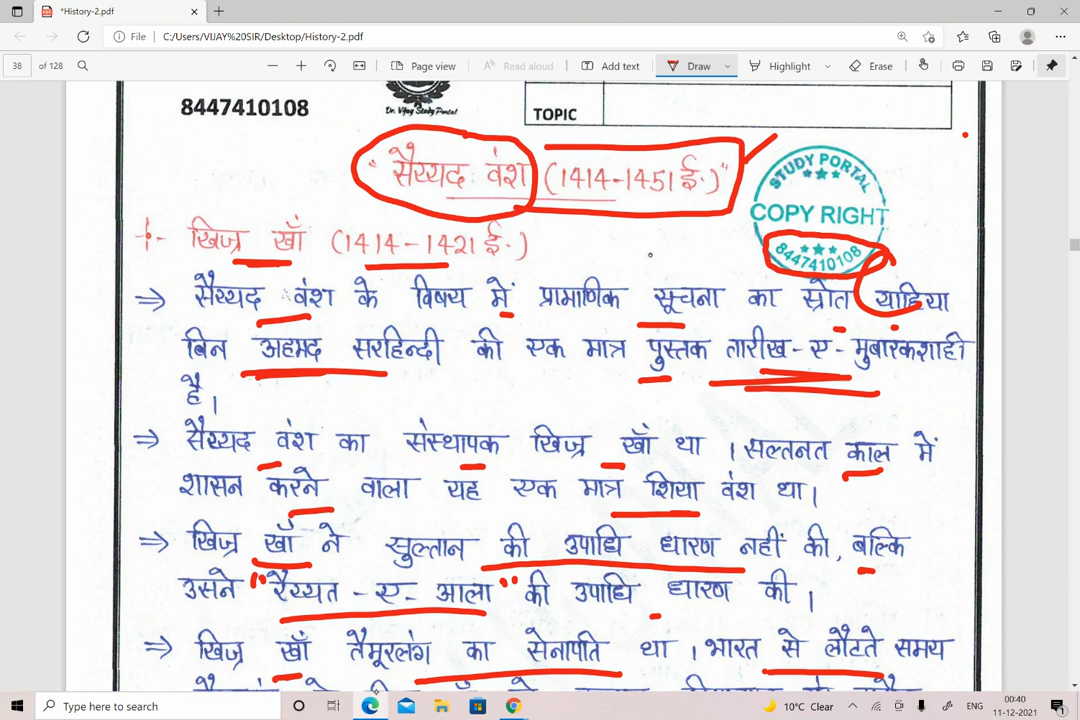 *History-2.pdf
File
C:/Users/VIJAY%20SIR/Desktop/History-2.pdf
38 of 128
Page view
Read aloud
Add text
Draw
Highlight
Erase
8447410108
Dr. Vijay Study Portal
TOPIC
"सैय्यद वंश (1414-1451 ई.)"
STUDY PORTAL
COPY RIGHT
8447410108
खिज्र खाँ (1414-1421 ई.)
⇒ सैय्यद वंश के विषय में प्रामाणिक सूचना का स्रोत याहिया
बिन अहमद सरहिन्दी की एक मात्र पुस्तक तारीख-ए-मुबारकशाही
है।
⇒ सैय्यद वंश का संस्थापक खिज्र खाँ था। सल्तनत काल में
शासन करने वाला यह एक मात्र शिया वंश था।
⇒ खिज्र खाँ ने सुल्तान की उपाधि धारण नहीं की, बल्कि
उसने "रैय्यत-ए-आला" की उपाधि धारण की।
⇒ खिज्र खाँ तैमूरलंग का सेनापति था। भारत से लौटते समय
Type here to search
10°C Clear
ENG
00:40
11-12-2021